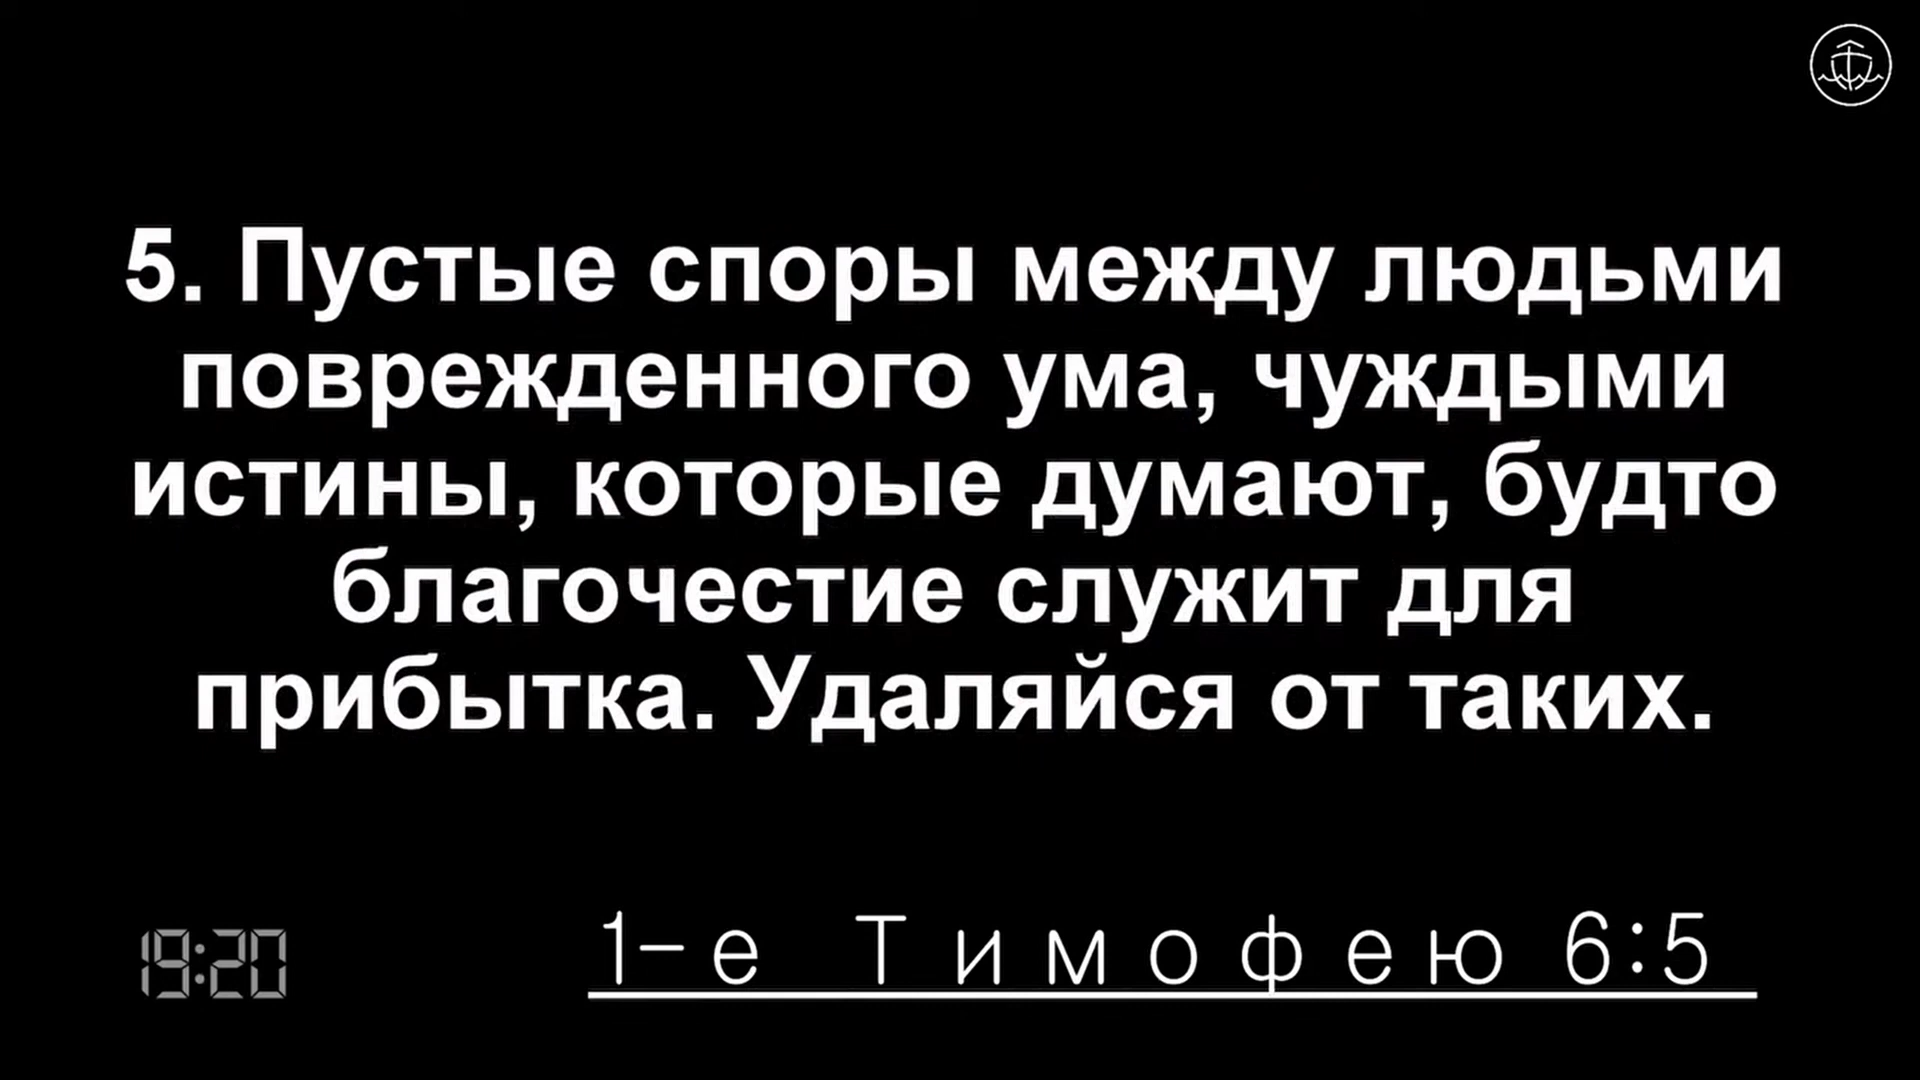 5. Пустые споры между людьми
поврежденного ума, чуждыми
истины, которые думают, будто
благочестие служит для
прибытка. Удаляйся от таких.
19:20
1-е Тимофею 6:5